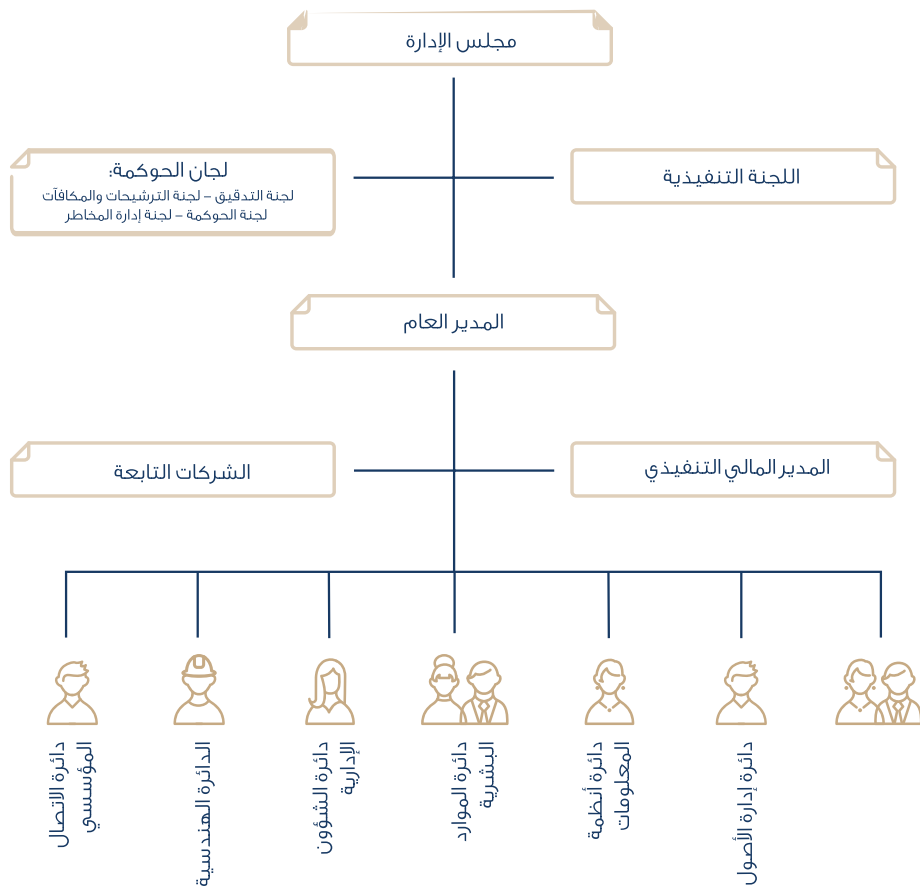 مجلس الإدارة
اللجنة التنفيذية
لجان الحوكمة:
لجنة التدقيق – لجنة الترشيحات والمكافآت
لجنة الحوكمة – لجنة إدارة المخاطر
المدير العام
المدير المالي التنفيذي
الشركات التابعة
دائرة إدارة الأصول
دائرة أنظمة
المعلومات
دائرة الموارد
البشرية
دائرة الشؤون
الإدارية
الدائرة الهندسية
دائرة الاتصال
المؤسسي